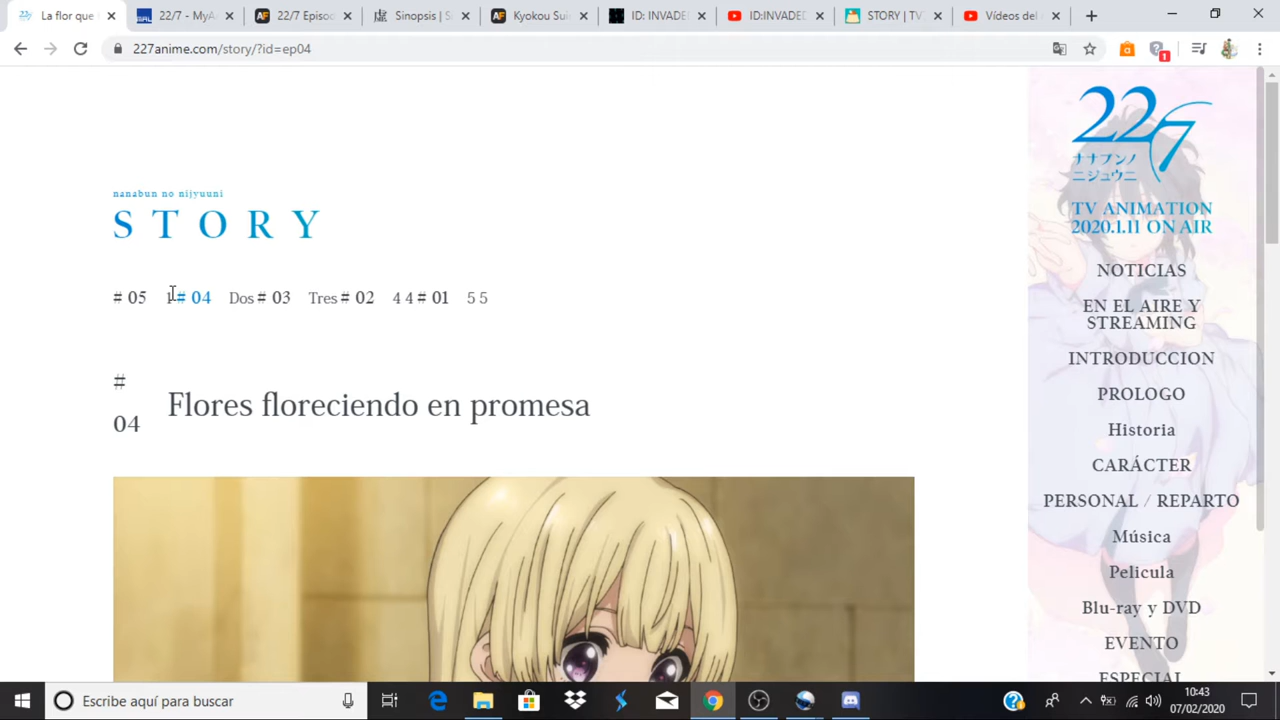 La flor que
22/7 - MyA
22/7 Episod
Sinopsis | S
Kyokou Sui
ID: INVADE
ID:INVADED
STORY | TV
Vídeos del
227anime.com/story/?id=ep04
1
nanabun no nijyuuni
STORY
# 05 # 04 Dos # 03 Tres # 02 4 4 # 01 5 5
#
04
Flores floreciendo en promesa
22/7
ナナブンノ
ニジュウニ
TV ANIMATION
2020.1.11 ON AIR
NOTICIAS
EN EL AIRE Y
STREAMING
INTRODUCCION
PROLOGO
Historia
CARÁCTER
PERSONAL / REPARTO
Música
Pelicula
Blu-ray y DVD
EVENTO
ESPECIAL
Escribe aquí para buscar
10:43
07/02/2020